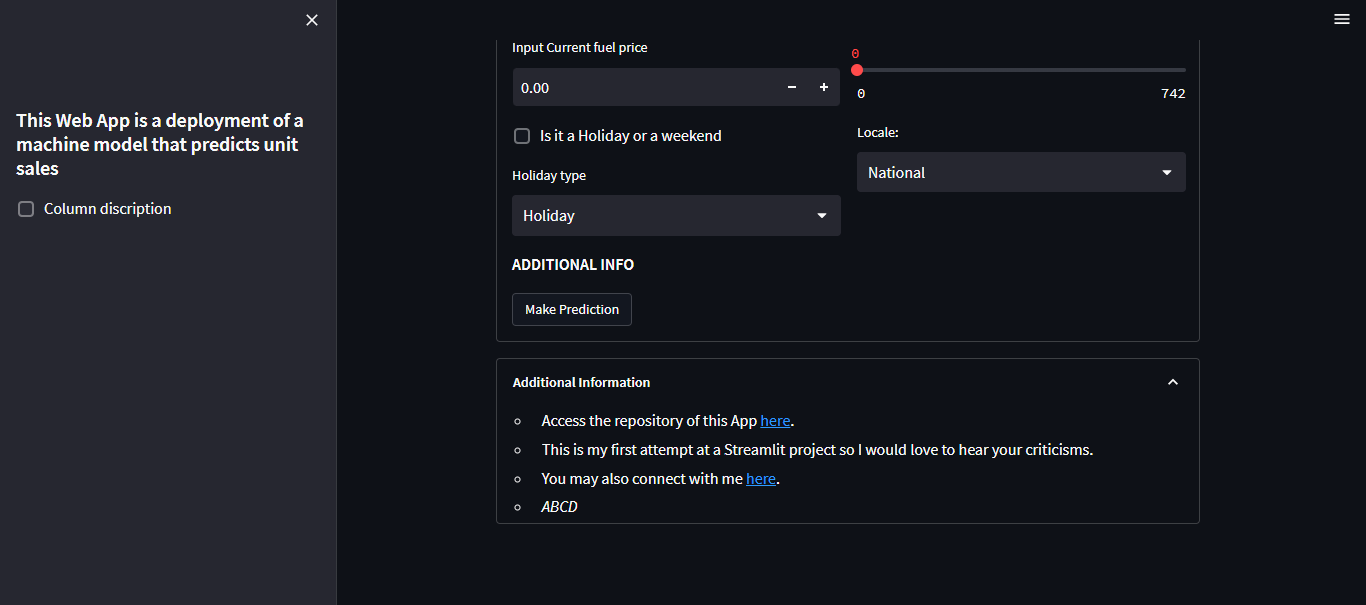 This Web App is a deployment of a
machine model that predicts unit
sales
Column discription
Input Current fuel price
0.00
Is it a Holiday or a weekend
Holiday type
Holiday
0
0 742
Locale:
National
ADDITIONAL INFO
Make Prediction
Additional Information
Access the repository of this App here.
This is my first attempt at a Streamlit project so I would love to hear your criticisms.
You may also connect with me here.
ABCD